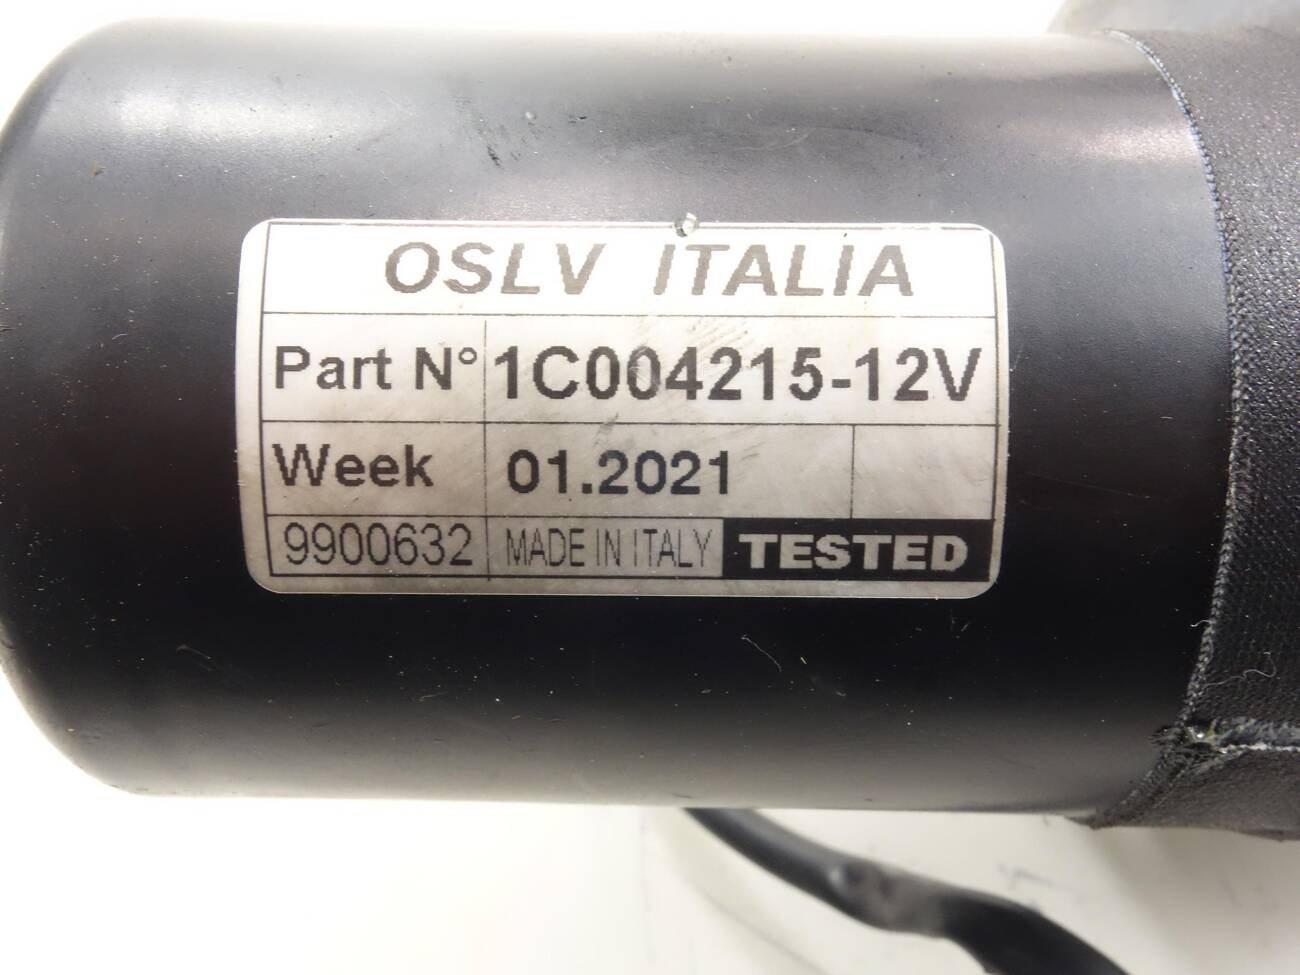 OSLV ITALIA
Part N° 1C004215-12V
Week 01.2021
9900632 MADE IN ITALY TESTED